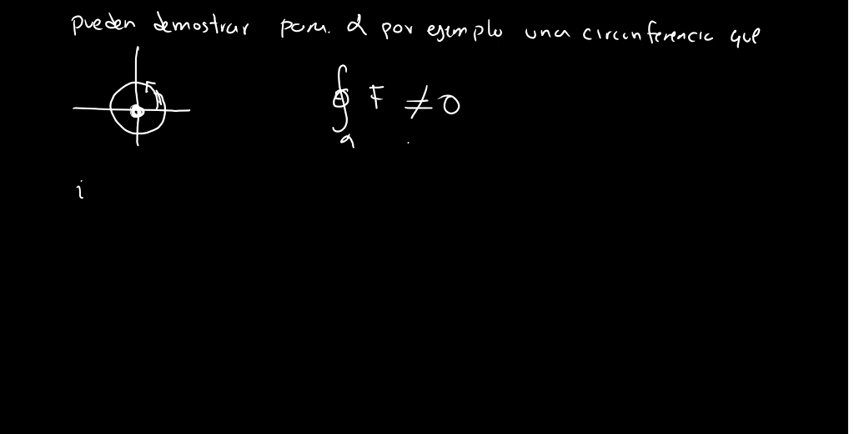 pueden demostrar para α por ejemplo una circunferencia que
∮ F ≠ 0
α
i